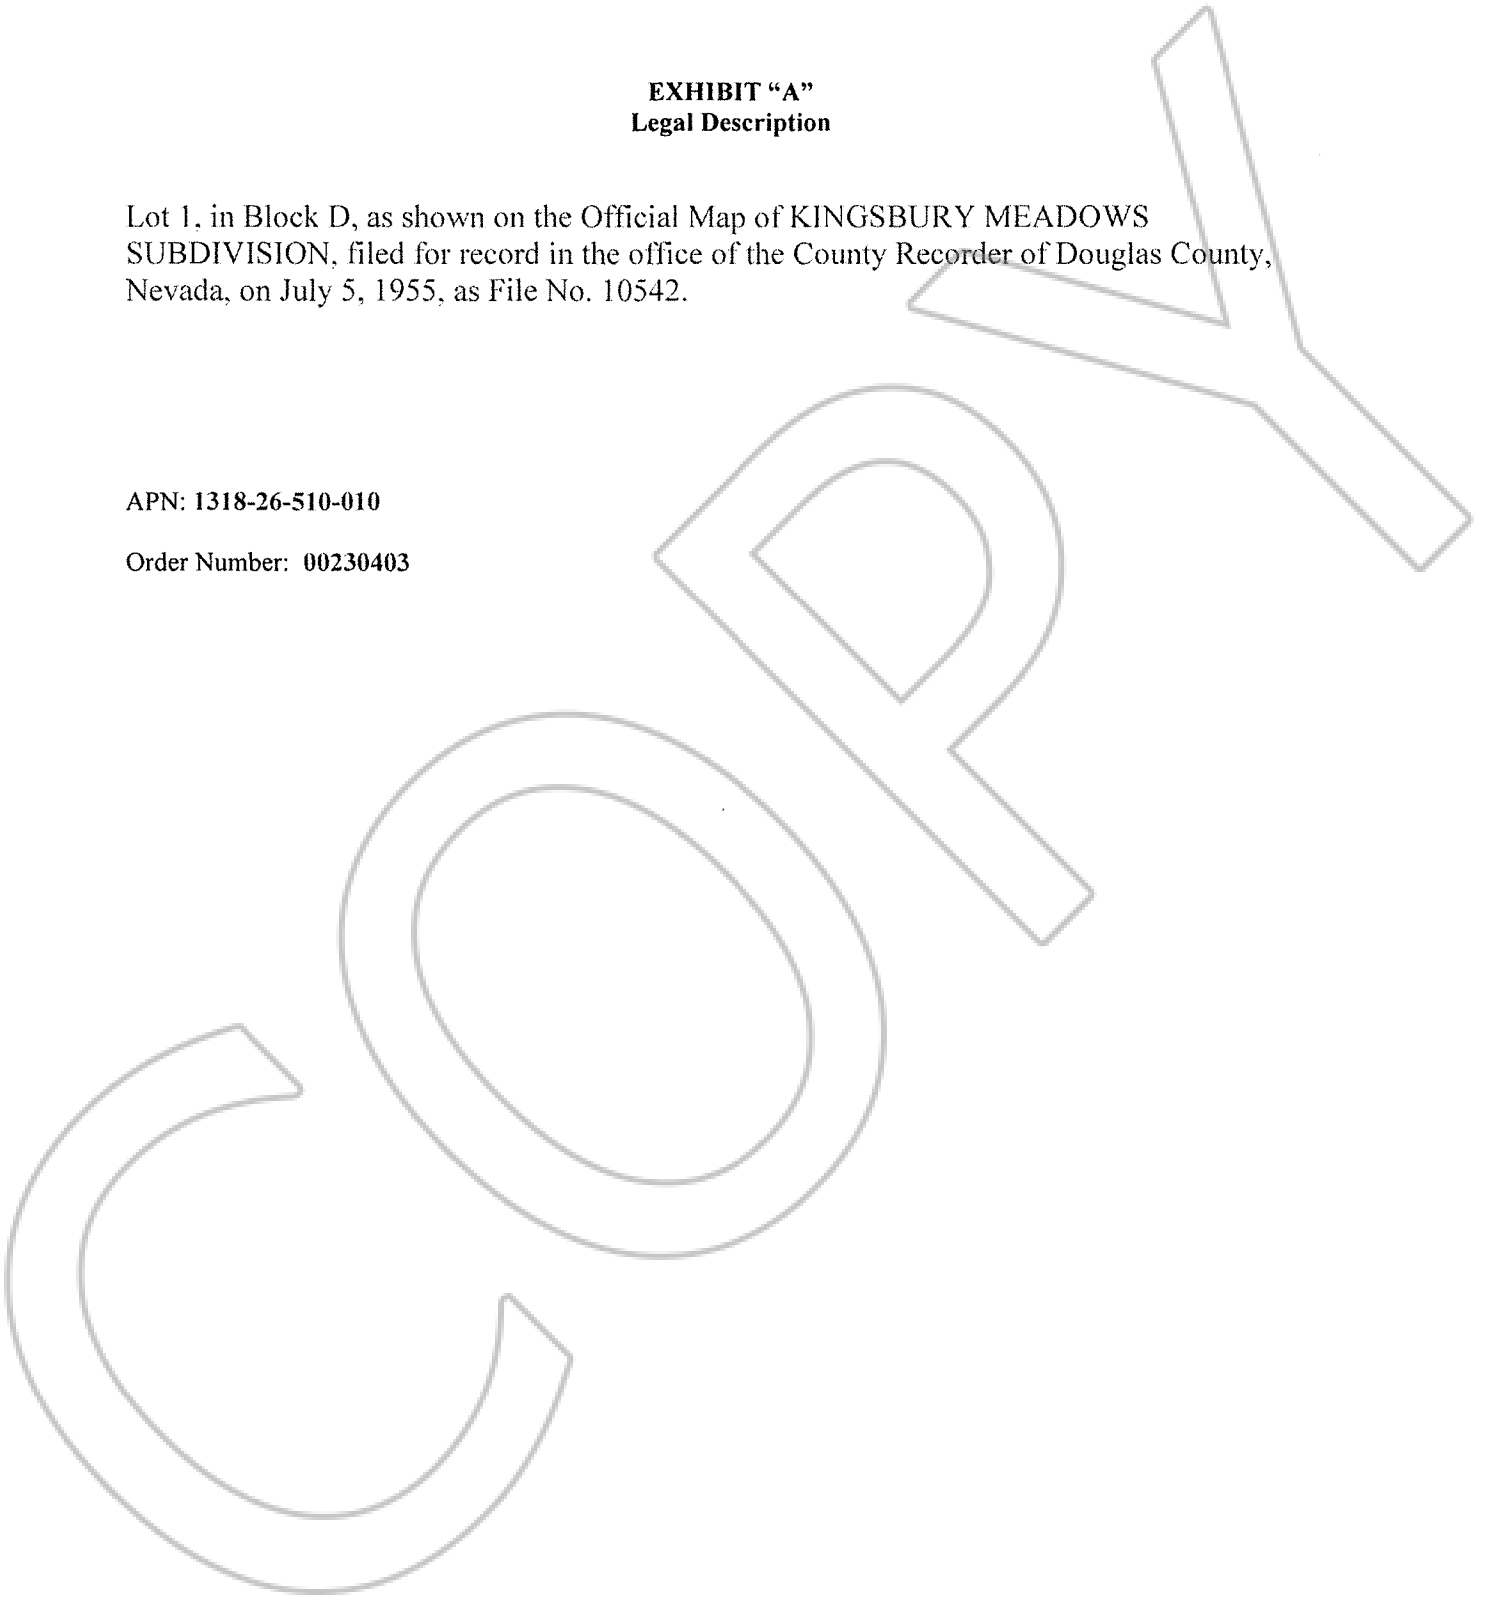 EXHIBIT “A”
Legal Description
Lot 1, in Block D, as shown on the Official Map of KINGSBURY MEADOWS
SUBDIVISION, filed for record in the office of the County Recorder of Douglas County,
Nevada, on July 5, 1955, as File No. 10542.
APN: 1318-26-510-010
Order Number: 00230403
COPY